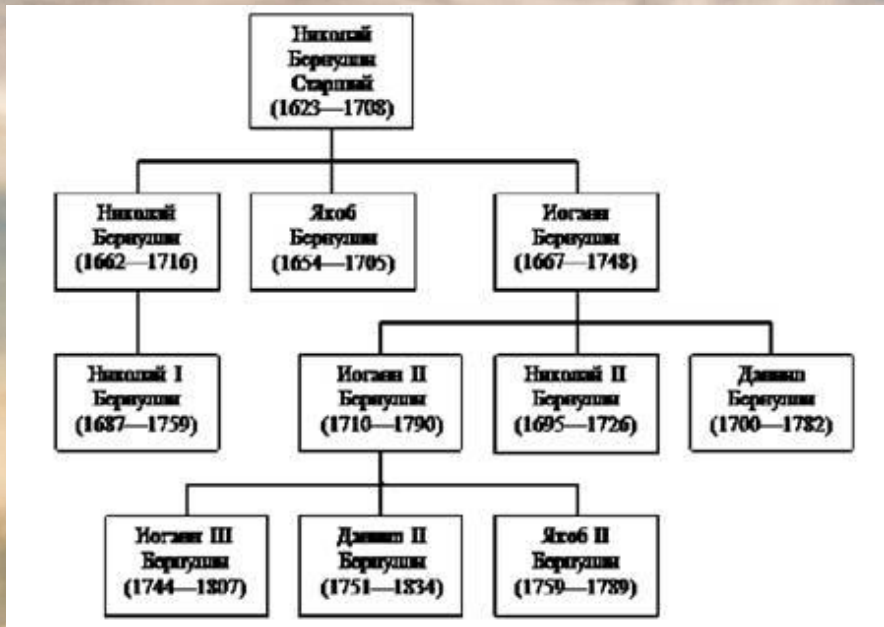 Николай
Бернулли
Старший
(1623—1708)
Николай
Бернулли
(1662—1716)
Якоб
Бернулли
(1654—1705)
Иоганн
Бернулли
(1667—1748)
Николай I
Бернулли
(1687—1759)
Иоганн II
Бернулли
(1710—1790)
Николай II
Бернулли
(1695—1726)
Даниил
Бернулли
(1700—1782)
Иоганн III
Бернулли
(1744—1807)
Даниил II
Бернулли
(1751—1834)
Якоб II
Бернулли
(1759—1789)